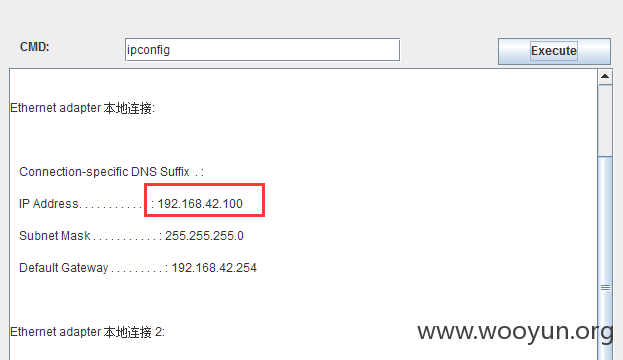 CMD:
ipconfig
Execute
Ethernet adapter 本地连接:
Connection-specific DNS Suffix . :
IP Address. . . . . . . . . . . . : 192.168.42.100
Subnet Mask . . . . . . . . . . . : 255.255.255.0
Default Gateway . . . . . . . . . : 192.168.42.254
Ethernet adapter 本地连接 2:
www.wooyun.org